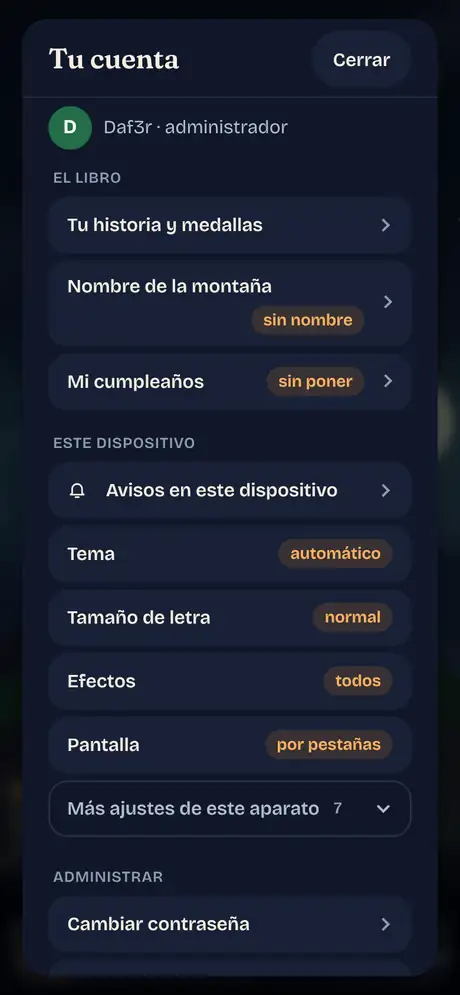 Tu cuenta
Cerrar
D
Daf3r · administrador
EL LIBRO
Tu historia y medallas
Nombre de la montaña
sin nombre
Mi cumpleaños
sin poner
ESTE DISPOSITIVO
Avisos en este dispositivo
Tema
automático
Tamaño de letra
normal
Efectos
todos
Pantalla
por pestañas
Más ajustes de este aparato 7
ADMINISTRAR
Cambiar contraseña